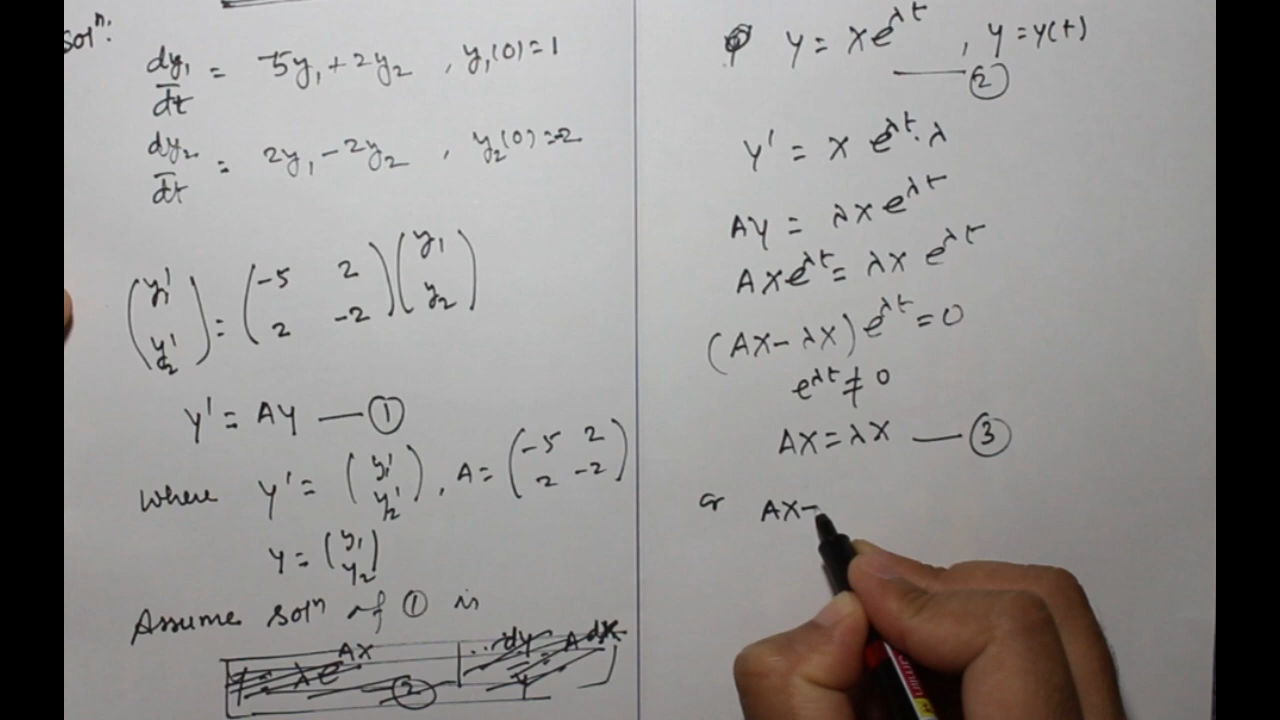 Solⁿ:
dy₁/dt = -5y₁ + 2y₂ , y₁(0) = 1
dy₂/dt = 2y₁ - 2y₂ , y₂(0) = -2
(y₁' y₂') = (-5 2 2 -2) (y₁ y₂)
Y' = AY — ①
where Y' = (y₁' y₂') , A = (-5 2 2 -2)
Y = (y₁ y₂)
Assume solⁿ of ① is
Y = Xe^λt , Y = Y(t)
— ②
Y' = X e^λt · λ
AY = λXe^λt
AXe^λt = λX e^λt
(AX - λX) e^λt = 0
e^λt ≠ 0
AX = λX — ③
or AX -